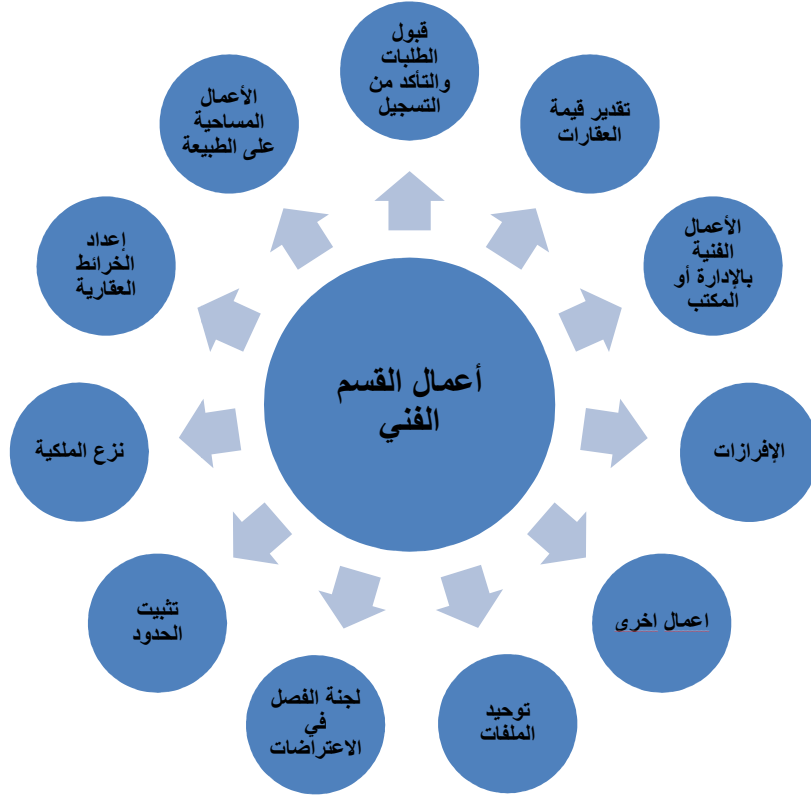 أعمال القسم
الفني
قبول
الطلبات
والتأكد من
التسجيل
تقدير قيمة
العقارات
الأعمال
الفنية
بالإدارة أو
المكتب
الإفرازات
اعمال اخرى
توحيد
الملفات
لجنة الفصل
في
الاعتراضات
تثبيت
الحدود
نزع الملكية
إعداد
الخرائط
العقارية
الأعمال
المساحية
على الطبيعة